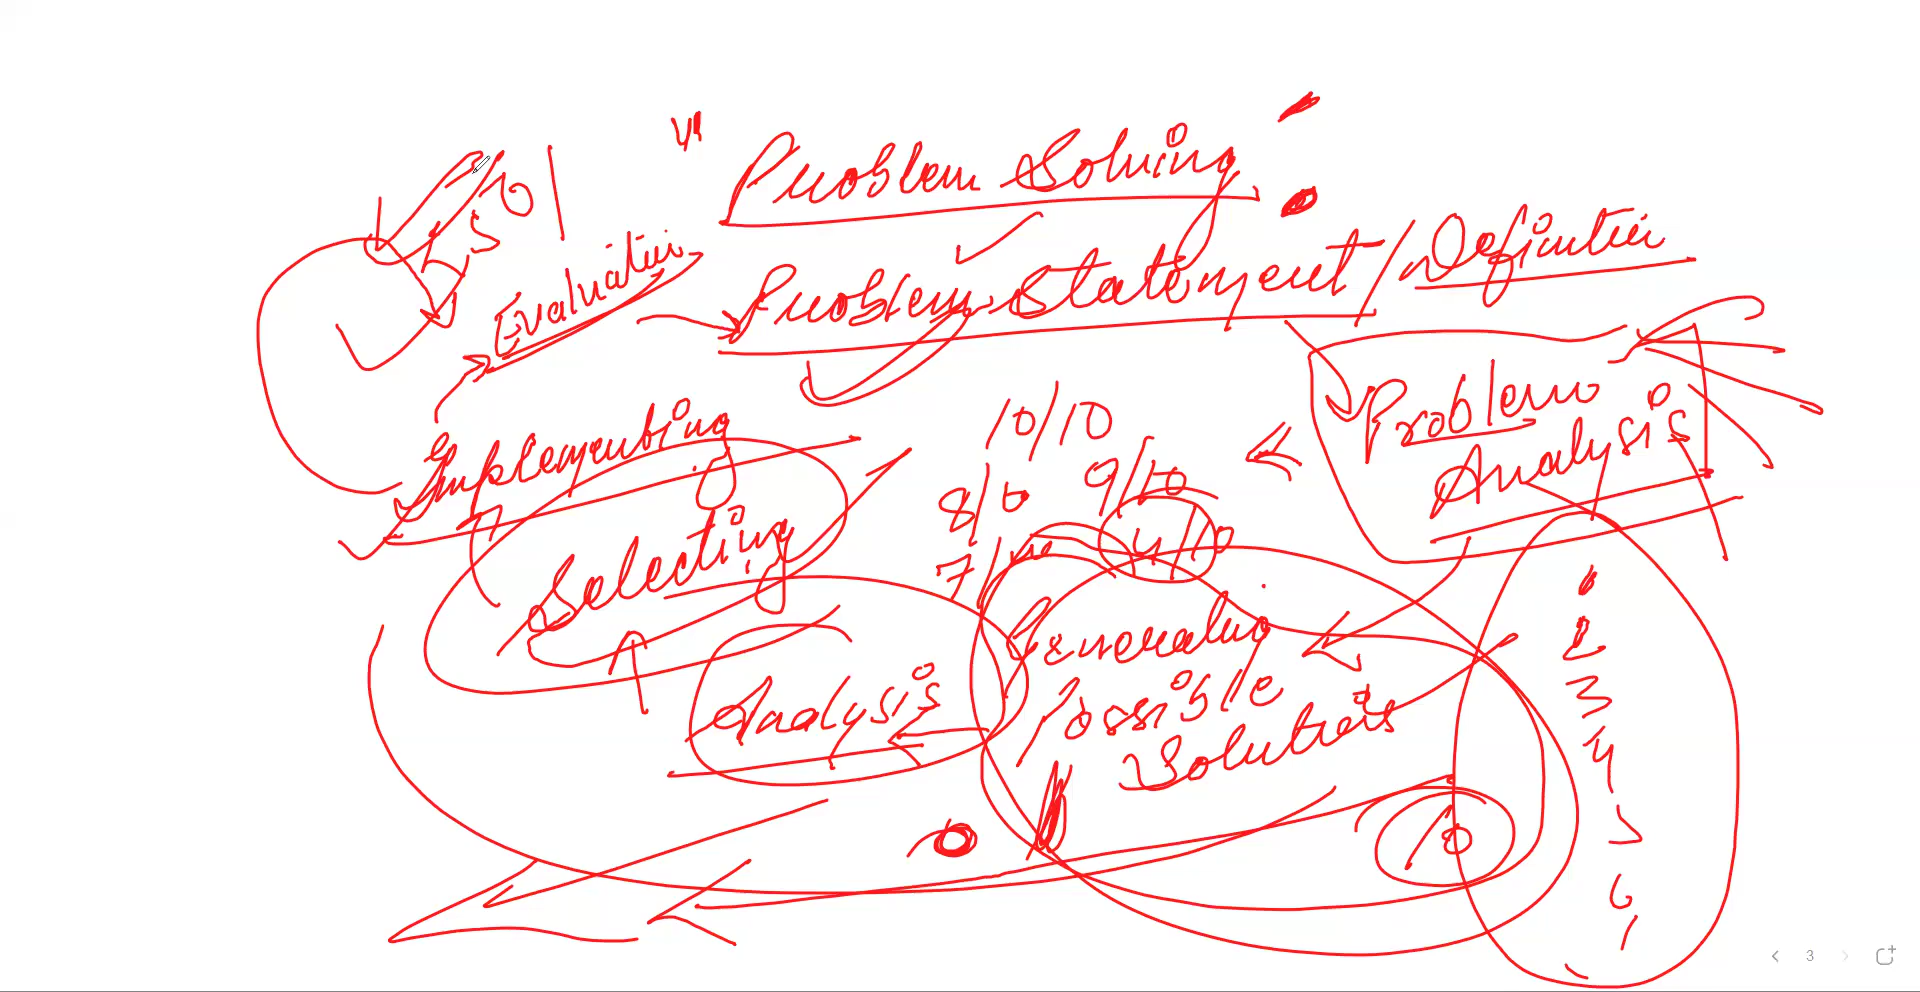 "Problem Solving"
Problem Statement / Definition
Problem
Analysis
Generating
Possible
Solutions
Analysis
Selecting
Implementing
Evaluation
10/10
9/10
8/10
4/10
7/10
10
1
2
3
4
5
6
3